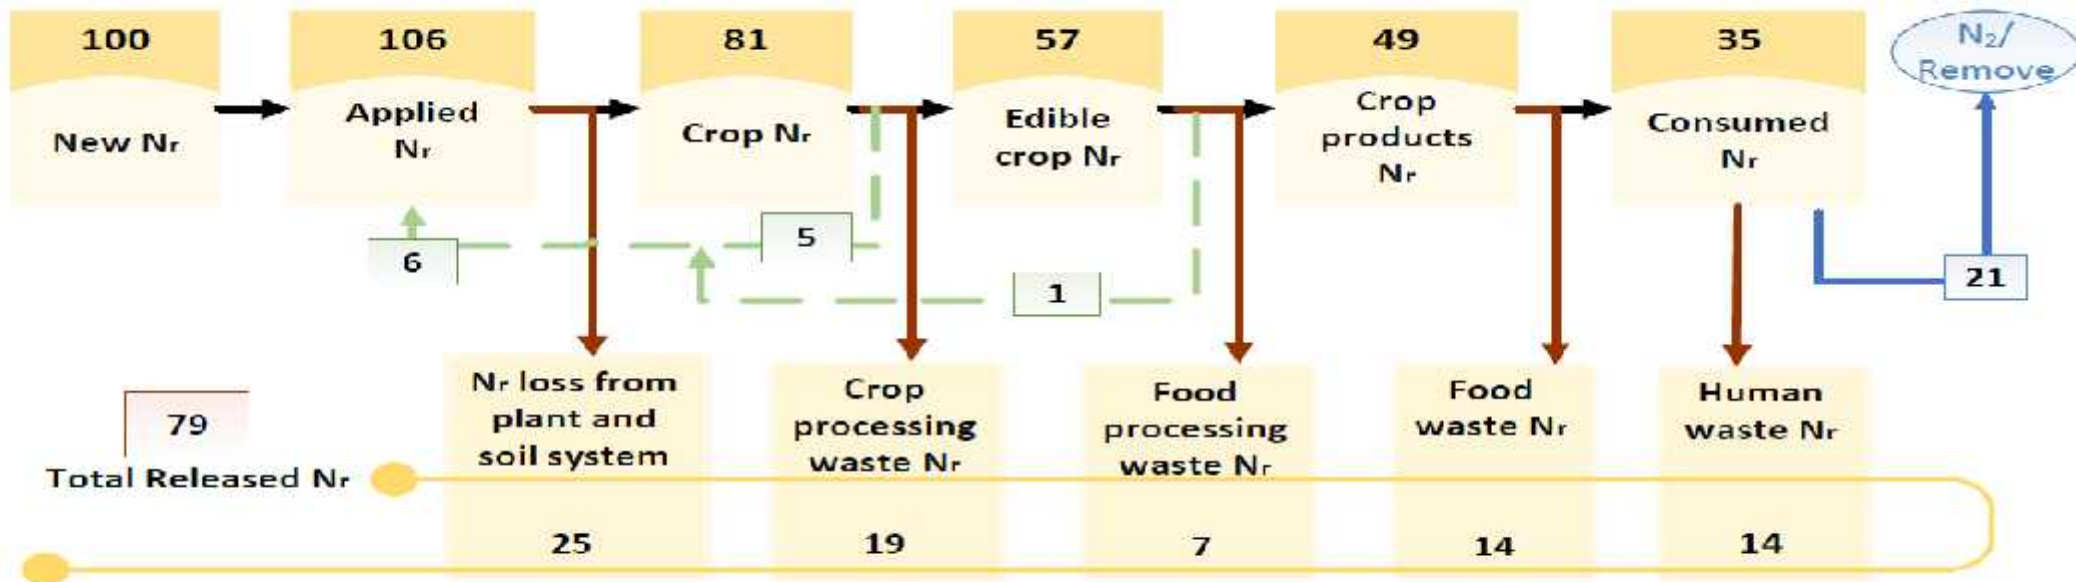 100
New Nr
106
Applied
Nr
81
Crop Nr
57
Edible
crop Nr
49
Crop
products
Nr
35
Consumed
Nr
N₂/
Remove
6
5
1
21
79
Total Released Nr
Nr loss from
plant and
soil system
25
Crop
processing
waste Nr
19
Food
processing
waste Nr
7
Food
waste Nr
14
Human
waste Nr
14